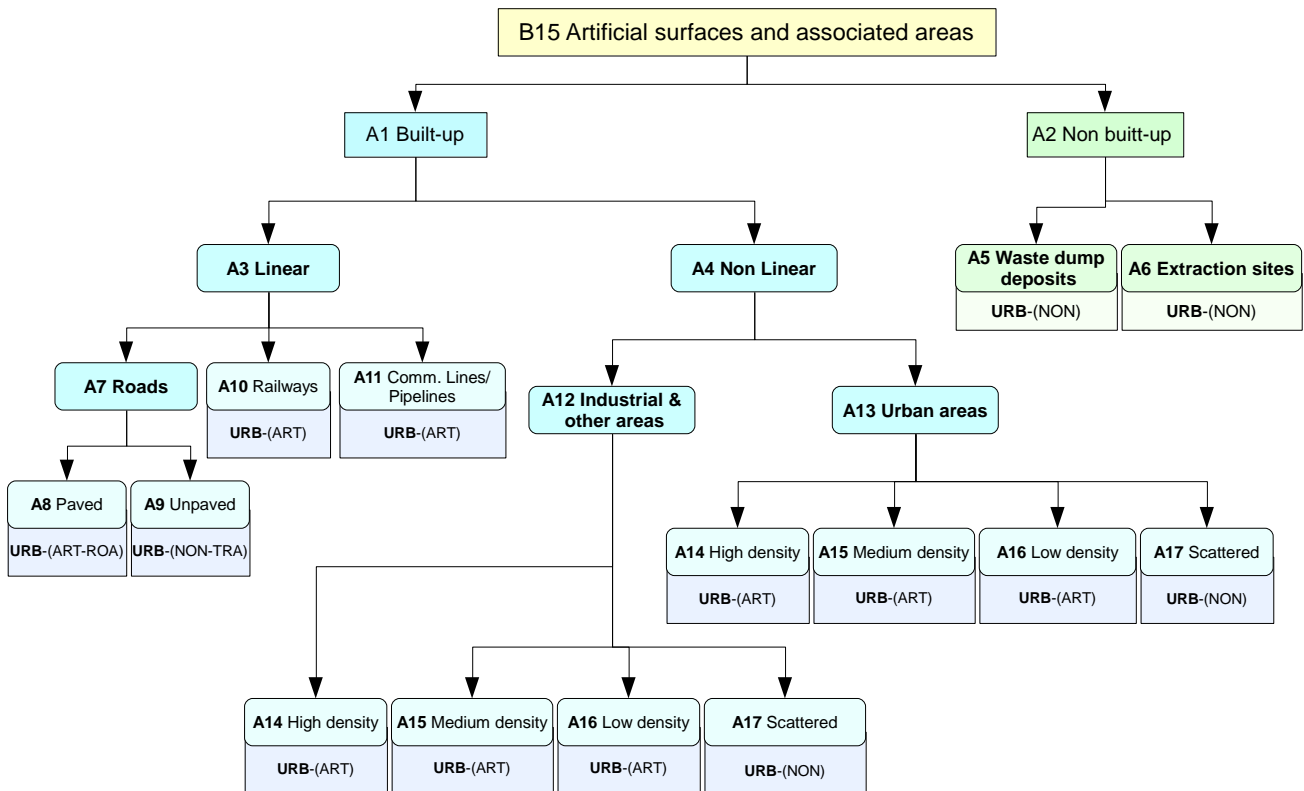 B15 Artificial surfaces and associated areas
A1 Built-up
A2 Non buitt-up
A3 Linear
A4 Non Linear
A5 Waste dump
deposits
URB-(NON)
A6 Extraction sites
URB-(NON)
A7 Roads
A10 Railways
URB-(ART)
A11 Comm. Lines/
Pipelines
URB-(ART)
A12 Industrial &
other areas
A13 Urban areas
A8 Paved
URB-(ART-ROA)
A9 Unpaved
URB-(NON-TRA)
A14 High density
URB-(ART)
A15 Medium density
URB-(ART)
A16 Low density
URB-(ART)
A17 Scattered
URB-(NON)
A14 High density
URB-(ART)
A15 Medium density
URB-(ART)
A16 Low density
URB-(ART)
A17 Scattered
URB-(NON)